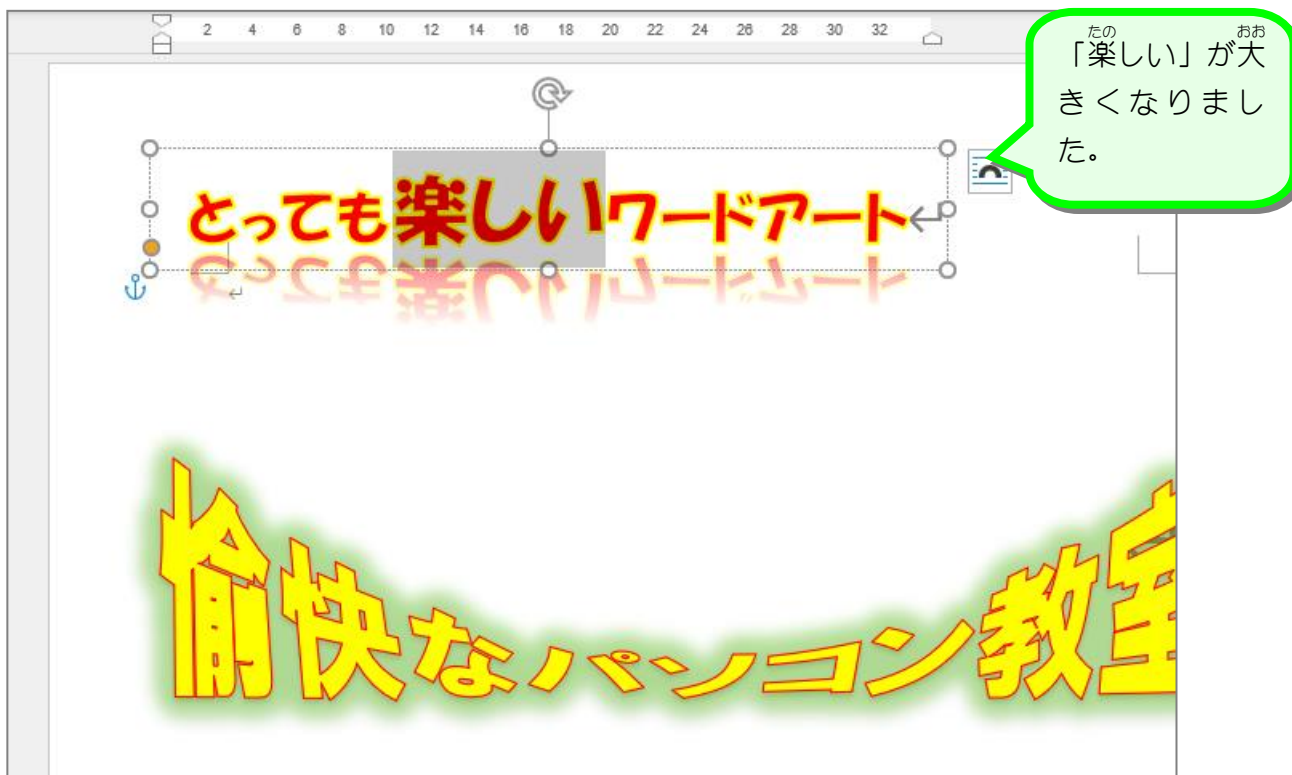 2 4 6 8 10 12 14 16 18 20 22 24 26 28 30 32
たの おお
「楽しい」が大
きくなりまし
た。
とっても楽しいワードアート↵
↵
愉快なパソコン教室